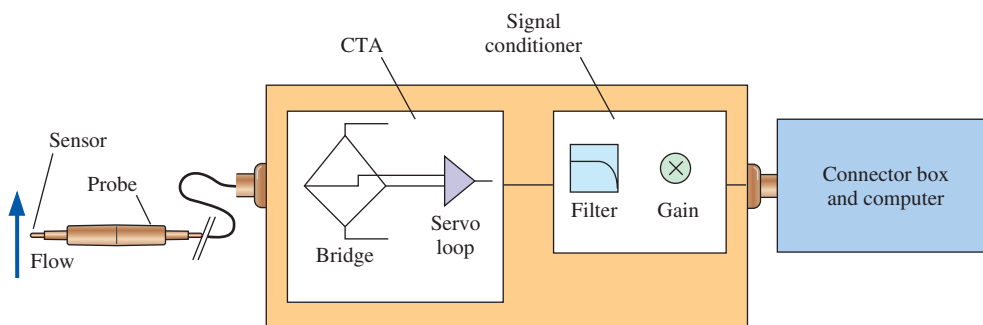 Signal
conditioner
CTA
Sensor
Probe
Flow
Bridge
Servo
loop
Filter
Gain
Connector box
and computer